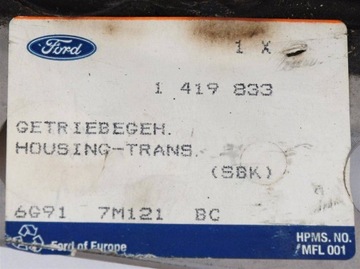 Ford
1 X
1 419 833
GETRIEBEGEH.
HOUSING-TRANS.
(SBK)
6G91 7M121 BC
Ford of Europe
HPMS. NO.
MFL 001